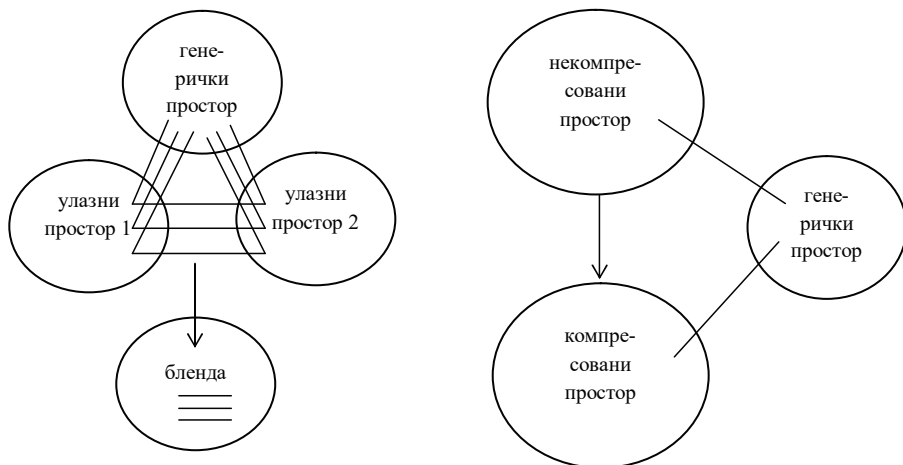 гене-
рички
простор
улазни
простор 1
улазни
простор 2
бленда
некомпре-
совани
простор
гене-
рички
простор
компре-
совани
простор